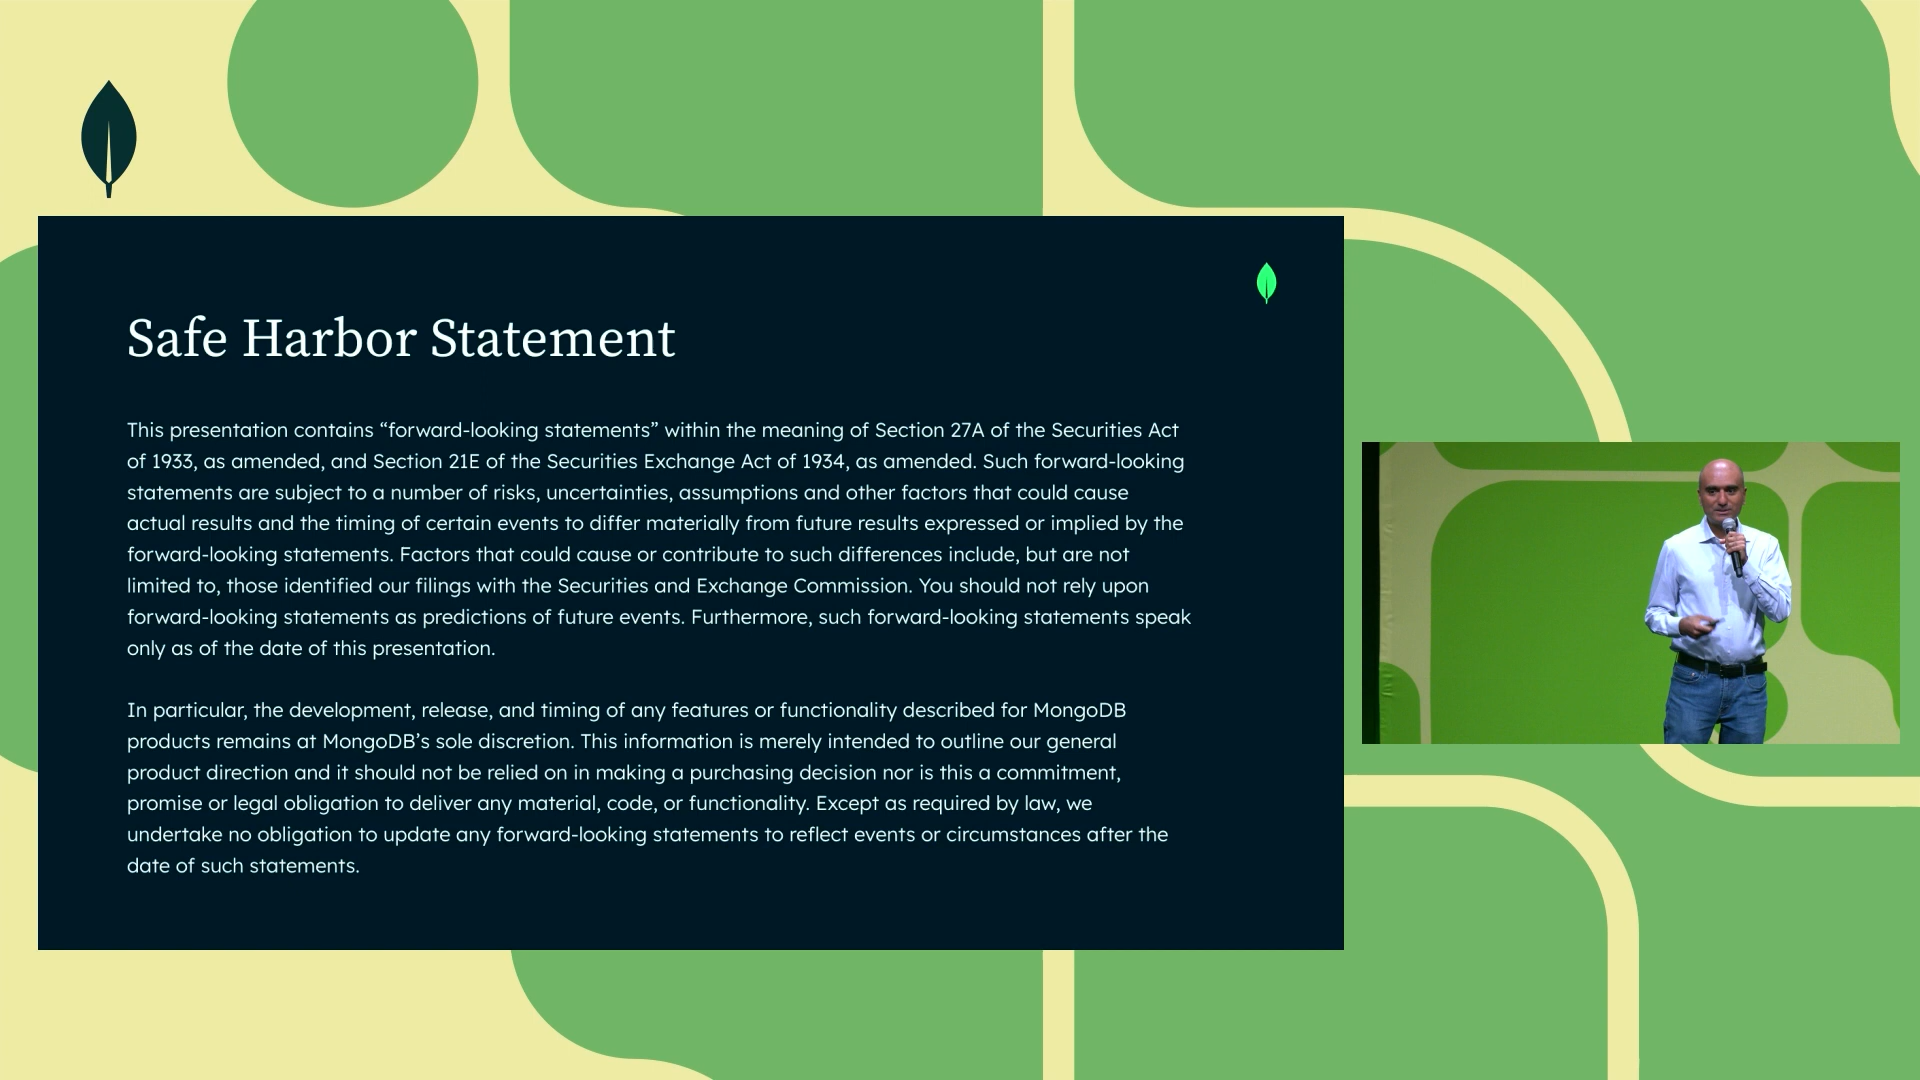 Safe Harbor Statement
This presentation contains “forward-looking statements” within the meaning of Section 27A of the Securities Act
of 1933, as amended, and Section 21E of the Securities Exchange Act of 1934, as amended. Such forward-looking
statements are subject to a number of risks, uncertainties, assumptions and other factors that could cause
actual results and the timing of certain events to differ materially from future results expressed or implied by the
forward-looking statements. Factors that could cause or contribute to such differences include, but are not
limited to, those identified our filings with the Securities and Exchange Commission. You should not rely upon
forward-looking statements as predictions of future events. Furthermore, such forward-looking statements speak
only as of the date of this presentation.
In particular, the development, release, and timing of any features or functionality described for MongoDB
products remains at MongoDB’s sole discretion. This information is merely intended to outline our general
product direction and it should not be relied on in making a purchasing decision nor is this a commitment,
promise or legal obligation to deliver any material, code, or functionality. Except as required by law, we
undertake no obligation to update any forward-looking statements to reflect events or circumstances after the
date of such statements.